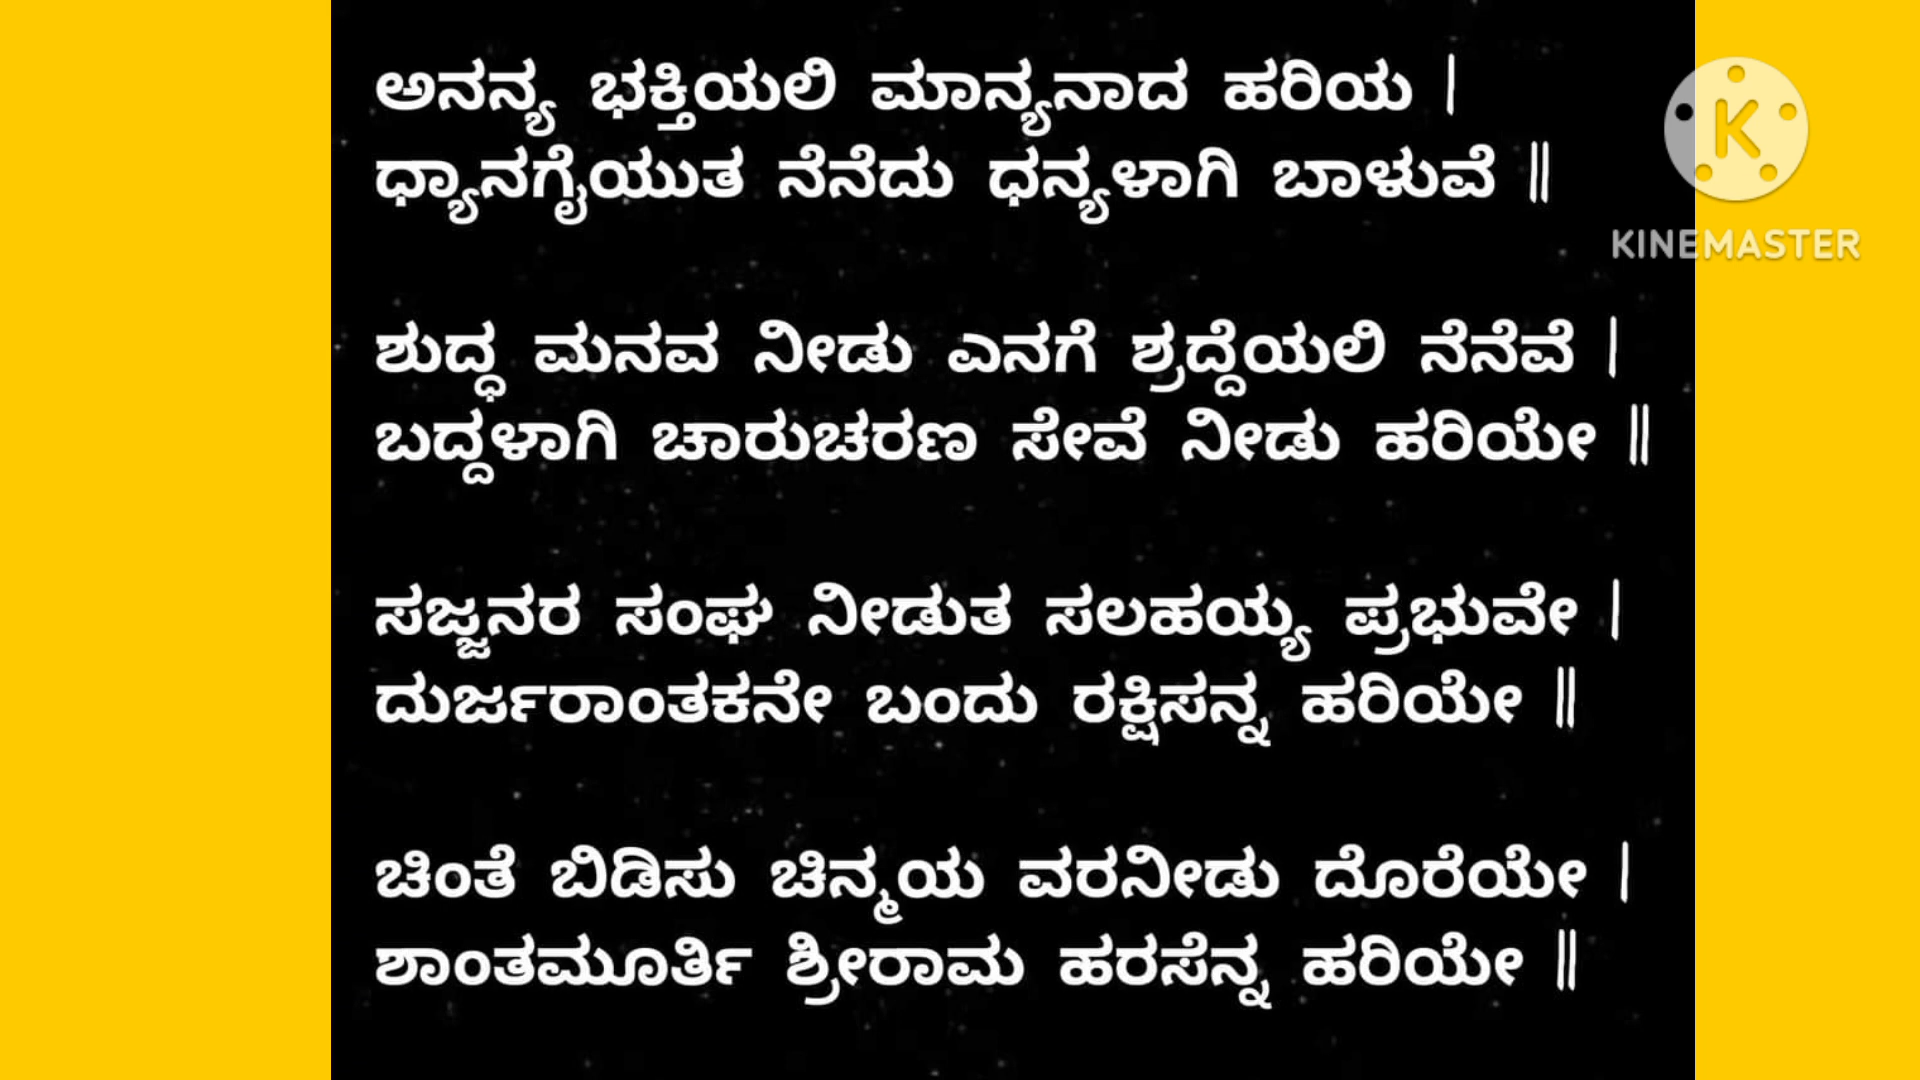 ಅನನ್ಯ ಭಕ್ತಿಯಲಿ ಮಾನ್ಯನಾದ ಹರಿಯ |
ಧ್ಯಾನಗೈಯುತ ನೆನೆದು ಧನ್ಯಳಾಗಿ ಬಾಳುವೆ ‖
ಶುದ್ಧ ಮನವ ನೀಡು ಎನಗೆ ಶ್ರದ್ದೆಯಲಿ ನೆನೆವೆ |
ಬದ್ದಳಾಗಿ ಚಾರುಚರಣ ಸೇವೆ ನೀಡು ಹರಿಯೇ ‖
ಸಜ್ಜನರ ಸಂಘ ನೀಡುತ ಸಲಹಯ್ಯ ಪ್ರಭುವೇ |
ದುರ್ಜರಾಂತಕನೇ ಬಂದು ರಕ್ಷಿಸನ್ನ ಹರಿಯೇ ‖
ಚಿಂತೆ ಬಿಡಿಸು ಚಿನ್ಮಯ ವರನೀಡು ದೊರೆಯೇ |
ಶಾಂತಮೂರ್ತಿ ಶ್ರೀರಾಮ ಹರಸೆನ್ನ ಹರಿಯೇ ‖
K
KINEMASTER